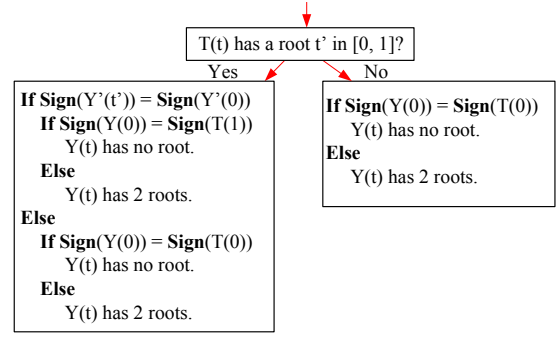 T(t) has a root t’ in [0, 1]?
Yes
No
If Sign(Y’(t’)) = Sign(Y’(0))
If Sign(Y(0)) = Sign(T(1))
Y(t) has no root.
Else
Y(t) has 2 roots.
Else
If Sign(Y(0)) = Sign(T(0))
Y(t) has no root.
Else
Y(t) has 2 roots.
If Sign(Y(0)) = Sign(T(0))
Y(t) has no root.
Else
Y(t) has 2 roots.